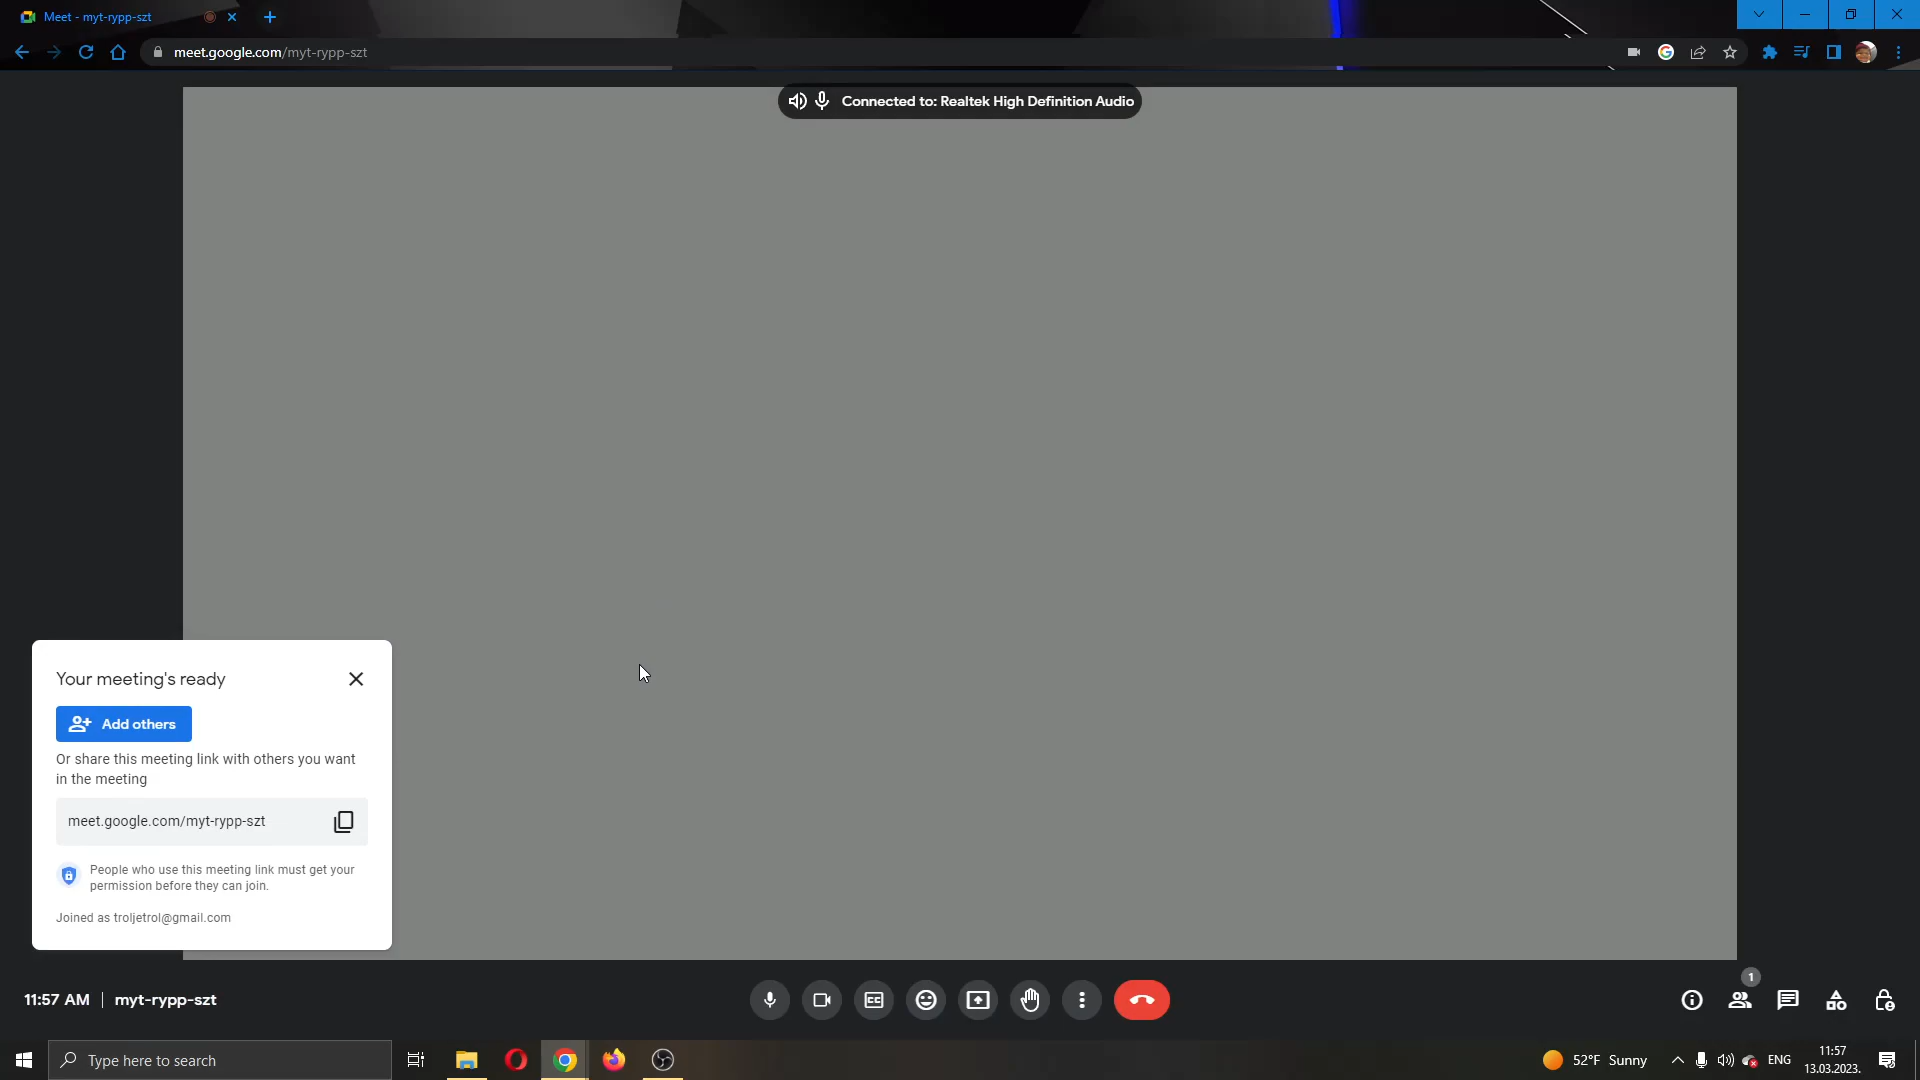 Meet - myt-rypp-szt
meet.google.com/myt-rypp-szt
Connected to: Realtek High Definition Audio
Your meeting's ready
Add others
Or share this meeting link with others you want
in the meeting
meet.google.com/myt-rypp-szt
People who use this meeting link must get your
permission before they can join.
Joined as troljetrol@gmail.com
11:57 AM | myt-rypp-szt
CC
1
Type here to search
52°F Sunny
ENG
11:57
13.03.2023.